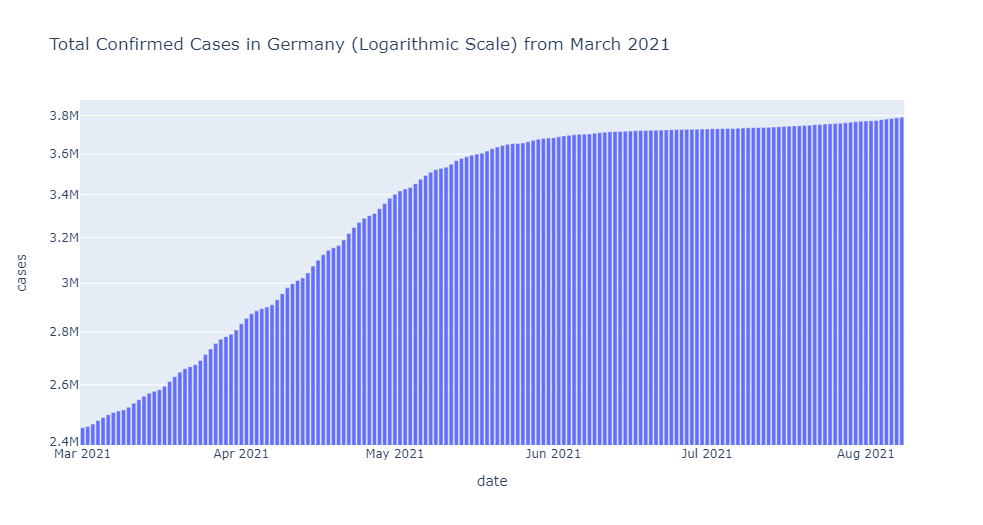 Total Confirmed Cases in Germany (Logarithmic Scale) from March 2021
3.8M
3.6M
3.4M
3.2M
3M
2.8M
2.6M
2.4M
cases
Mar 2021 Apr 2021 May 2021 Jun 2021 Jul 2021 Aug 2021
date